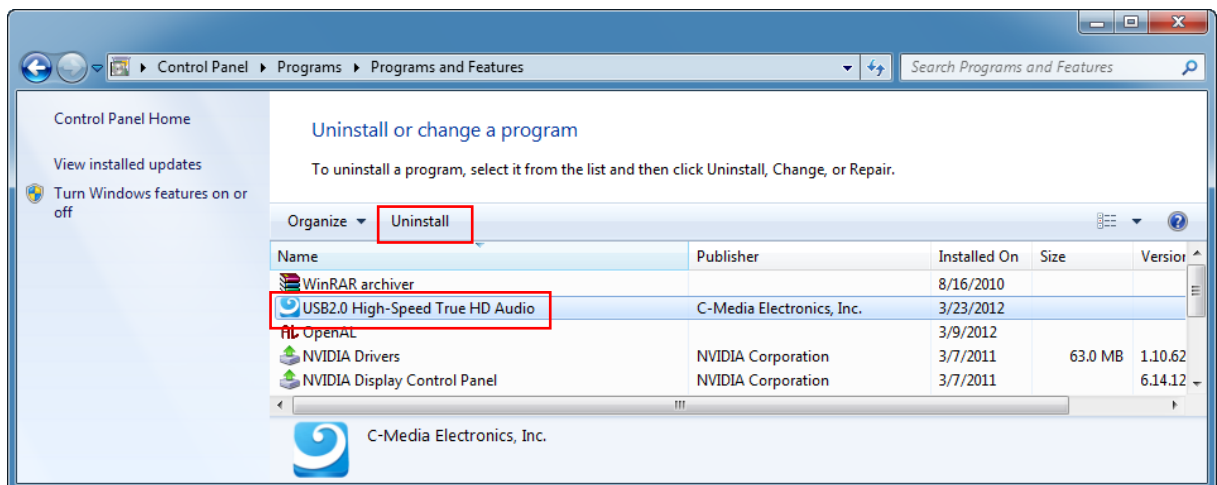 Control Panel ▸ Programs ▸ Programs and Features
Search Programs and Features
Control Panel Home
View installed updates
Turn Windows features on or
off
Uninstall or change a program
To uninstall a program, select it from the list and then click Uninstall, Change, or Repair.
Organize Uninstall
Name Publisher Installed On Size Version
WinRAR archiver 8/16/2010
USB2.0 High-Speed True HD Audio C-Media Electronics, Inc. 3/23/2012
OpenAL 3/9/2012
NVIDIA Drivers NVIDIA Corporation 3/7/2011 63.0 MB 1.10.62
NVIDIA Display Control Panel NVIDIA Corporation 3/7/2011 6.14.12
C-Media Electronics, Inc.